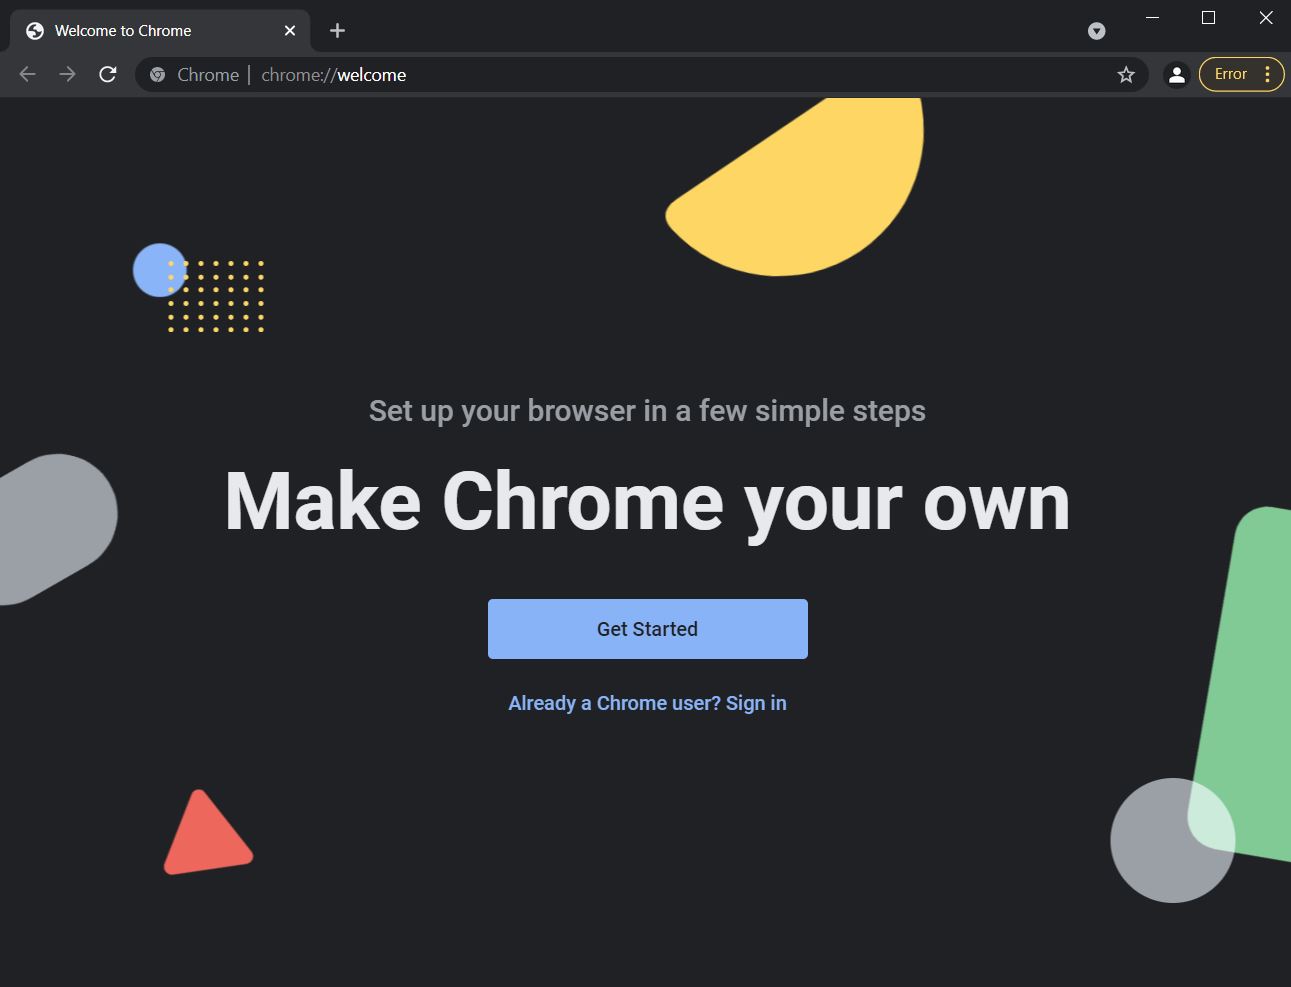 Welcome to Chrome
Chrome | chrome://welcome
Error
Set up your browser in a few simple steps
Make Chrome your own
Get Started
Already a Chrome user? Sign in